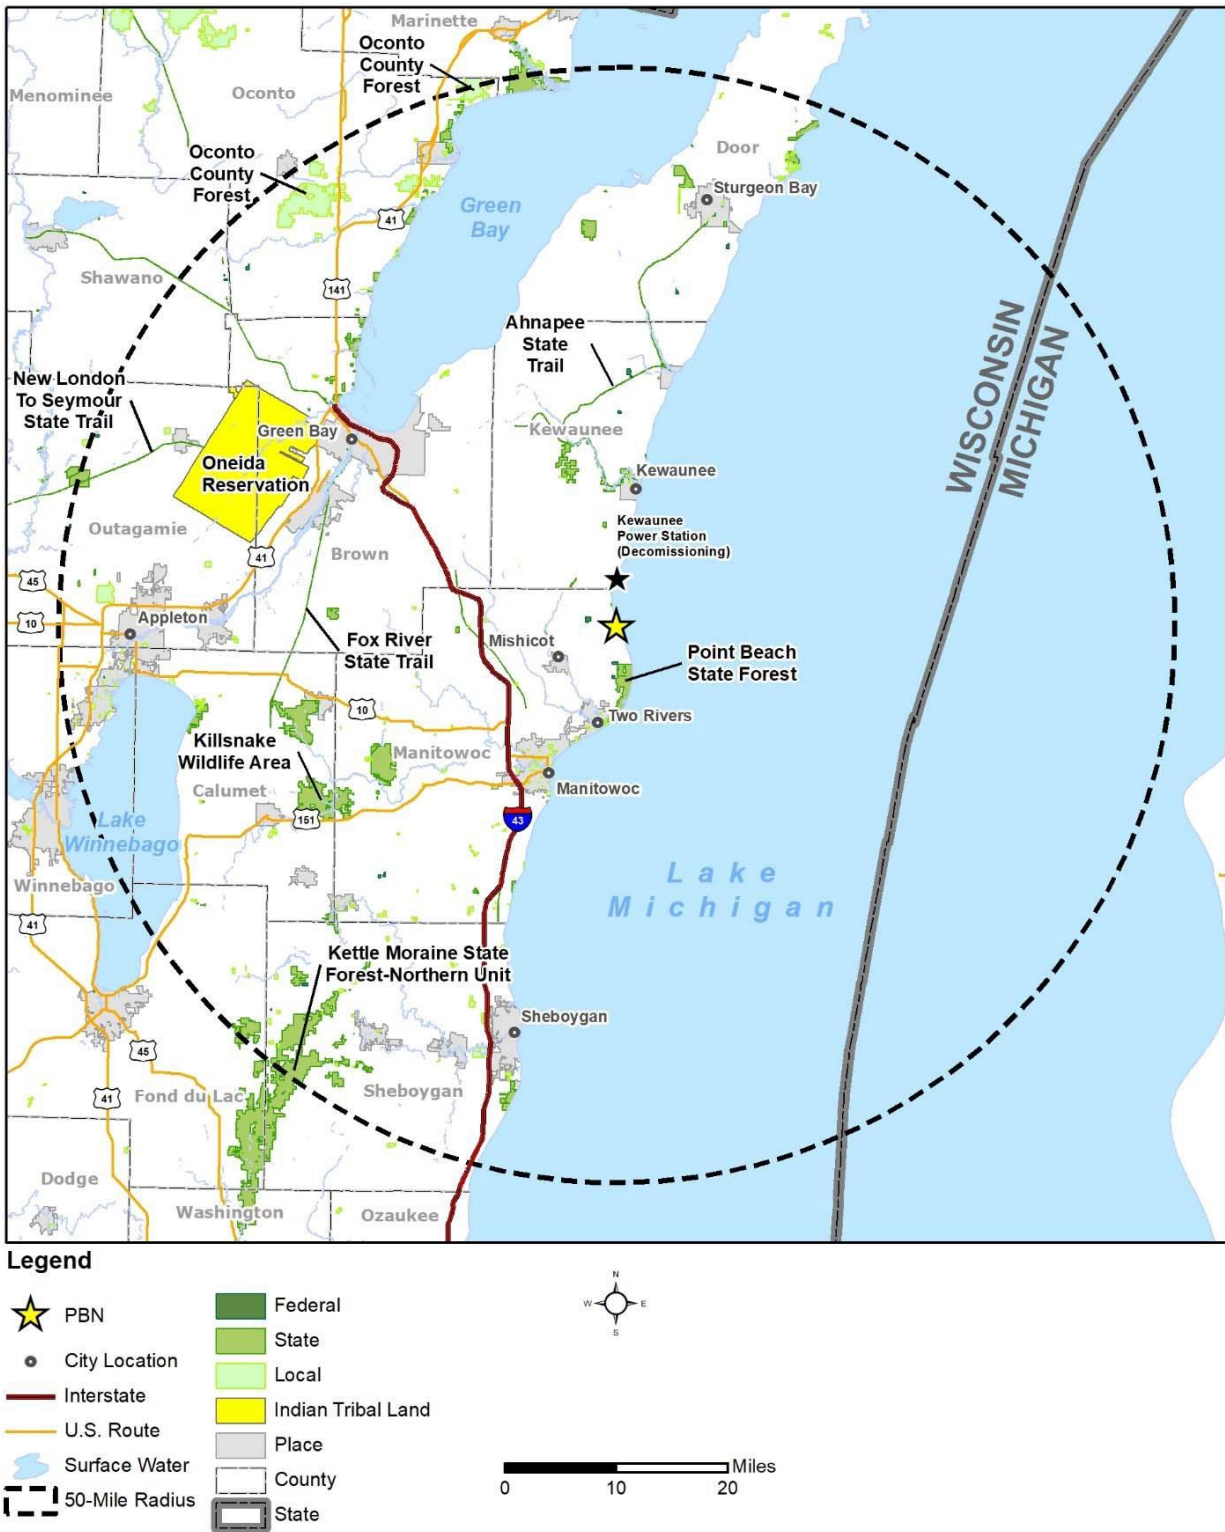 Marinette
Oconto
County
Forest
Menominee
Oconto
Door
Oconto
County
Forest
Sturgeon Bay
41
Green
Bay
Shawano
141
Ahnapee
State
Trail
WISCONSIN
MICHIGAN
New London
To Seymour
State Trail
Green Bay
Kewaunee
Oneida
Reservation
Kewaunee
Kewaunee
Power Station
(Decomissioning)
Outagamie
41
Brown
45
10
Appleton
Fox River
State Trail
Mishicot
Point Beach
State Forest
10
Two Rivers
Killsnake
Wildlife Area
Manitowoc
Calumet
Manitowoc
Lake
Winnebago
151
43
Winnebago
Lake
Michigan
41
Kettle Moraine State
Forest-Northern Unit
Sheboygan
45
Fond du Lac
Sheboygan
41
Dodge
Washington
Ozaukee
Legend
PBN
City Location
Interstate
U.S. Route
Surface Water
50-Mile Radius
Federal
State
Local
Indian Tribal Land
Place
County
State
N
W E
S
Miles
0 10 20